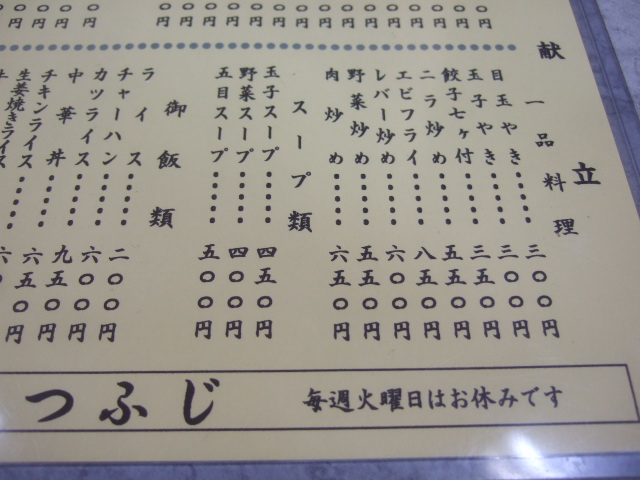 献立
一品料理
目玉やき……三〇〇円
玉子やき……三〇〇円
餃子七ヶ付……三五〇円
ニラ炒め……五五〇円
エビフライ……八五〇円
レバー炒め……六〇〇円
野菜炒め……五五〇円
肉炒め……六五〇円
スープ類
玉子スープ……四五〇円
野菜スープ……四〇〇円
五目スープ……五〇〇円
御飯類
ライス……二〇〇円
チャーハン……六〇〇円
カツライス……九五〇円
中華丼……六五〇円
チキンライス……六
生姜焼きライス
つふじ
毎週火曜日はお休みです